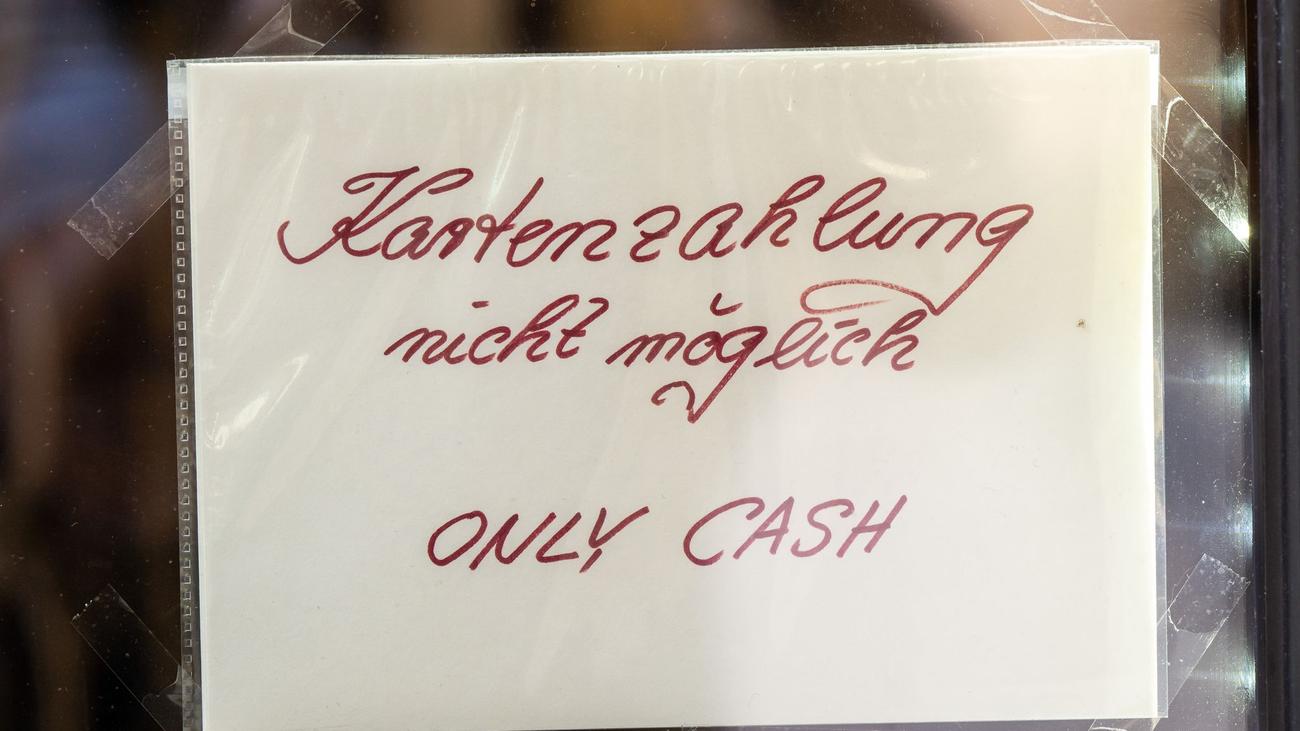 Kartenzahlung
nicht möglich
ONLY CASH